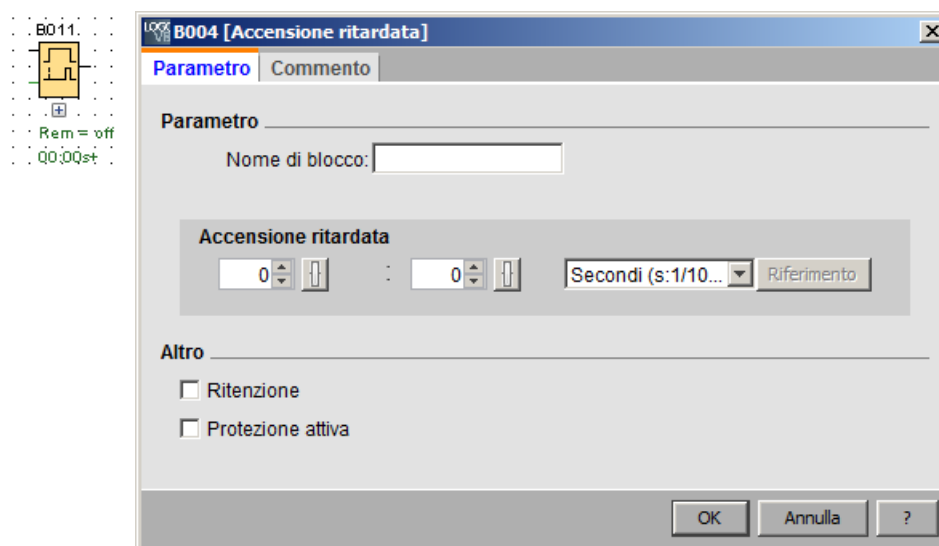 B011
Rem = off
00:00s+
B004 [Accensione ritardata]
Parametro Commento
Parametro
Nome di blocco:
Accensione ritardata
0 : 0 Secondi (s:1/10... Riferimento
Altro
Ritenzione
Protezione attiva
OK Annulla ?